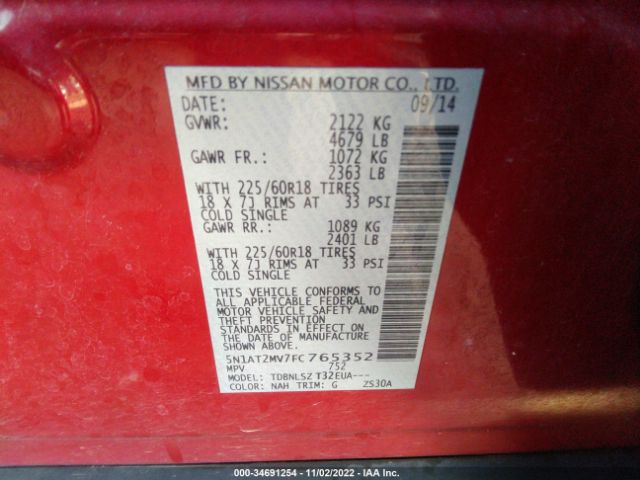 MFD BY NISSAN MOTOR CO., LTD.
DATE: 09/14
GVWR: 2122 KG
4679 LB
GAWR FR.: 1072 KG
2363 LB
WITH 225/60R18 TIRES
18 X 7J RIMS AT 33 PSI
COLD SINGLE
GAWR RR.: 1089 KG
2401 LB
WITH 225/60R18 TIRES
18 X 7J RIMS AT 33 PSI
COLD SINGLE
THIS VEHICLE CONFORMS TO
ALL APPLICABLE FEDERAL
MOTOR VEHICLE SAFETY AND
THEFT PREVENTION
STANDARDS IN EFFECT ON
THE DATE OF MANUFACTURE
SHOWN ABOVE.
5N1AT2MV7FC765352
MPV 752
MODEL: TDBNLSZ T32EUA---
COLOR: NAH TRIM: G ZS30A
000-34691254 - 11/02/2022 - IAA Inc.